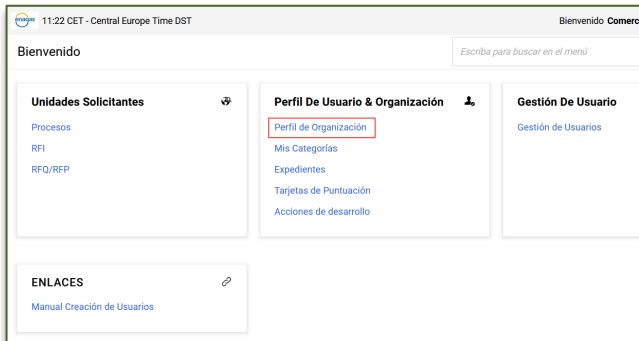 enagas 11:22 CET - Central Europe Time DST
Bienvenido Comerc
Bienvenido
Escriba para buscar en el menú
Unidades Solicitantes
Procesos
RFI
RFQ/RFP
Perfil De Usuario & Organización
Perfil de Organización
Mis Categorías
Expedientes
Tarjetas de Puntuación
Acciones de desarrollo
Gestión De Usuario
Gestión de Usuarios
ENLACES
Manual Creación de Usuarios